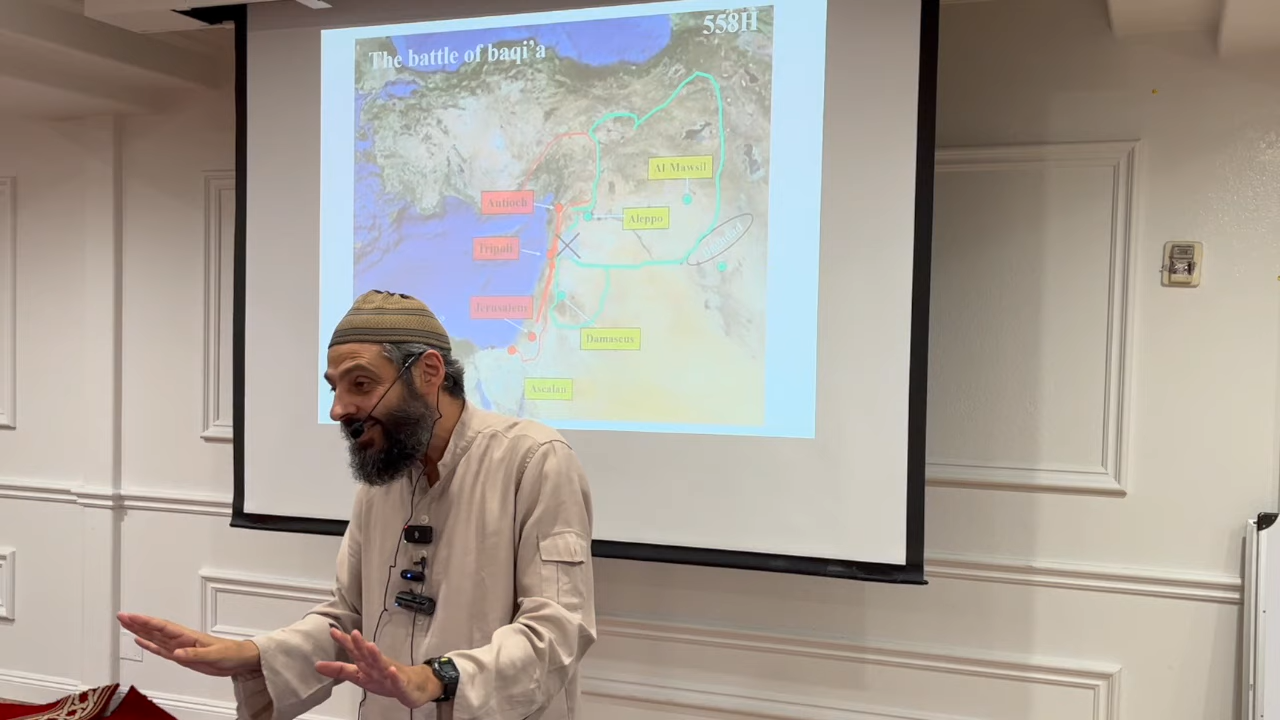 558H
The battle of baqi'a
Al Mawsil
Antioch
Aleppo
Tripoli
Jerusalem
Damascus
Ascalan